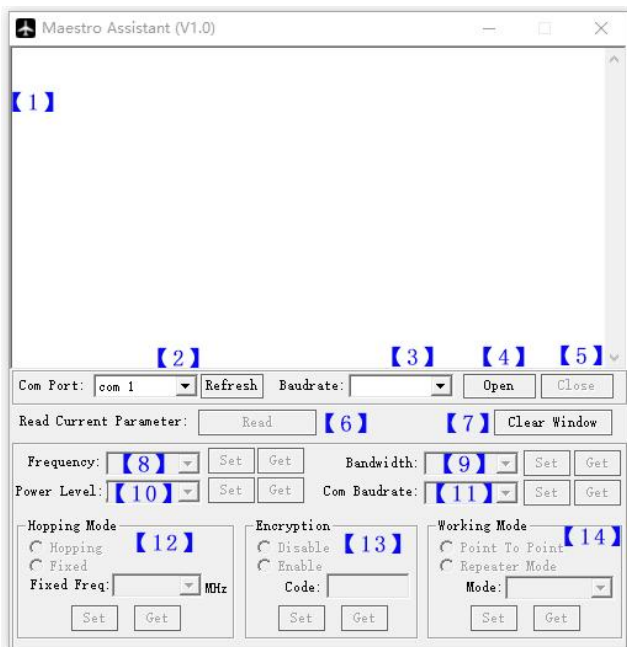 Maestro Assistant (V1.0)
【1】
【2】 【3】 【4】 【5】
Com Port: com 1 Refresh Baudrate: Open Close
Read Current Parameter: Read 【6】 【7】 Clear Window
Frequency: 【8】 Set Get Bandwidth: 【9】 Set Get
Power Level: 【10】 Set Get Com Baudrate: 【11】 Set Get
Hopping Mode Encryption Working Mode
Hopping 【12】 Disable 【13】 Point To Point 【14】
Fixed Enable Repeater Mode
Fixed Freq: MHz Code: Mode:
Set Get Set Get Set Get